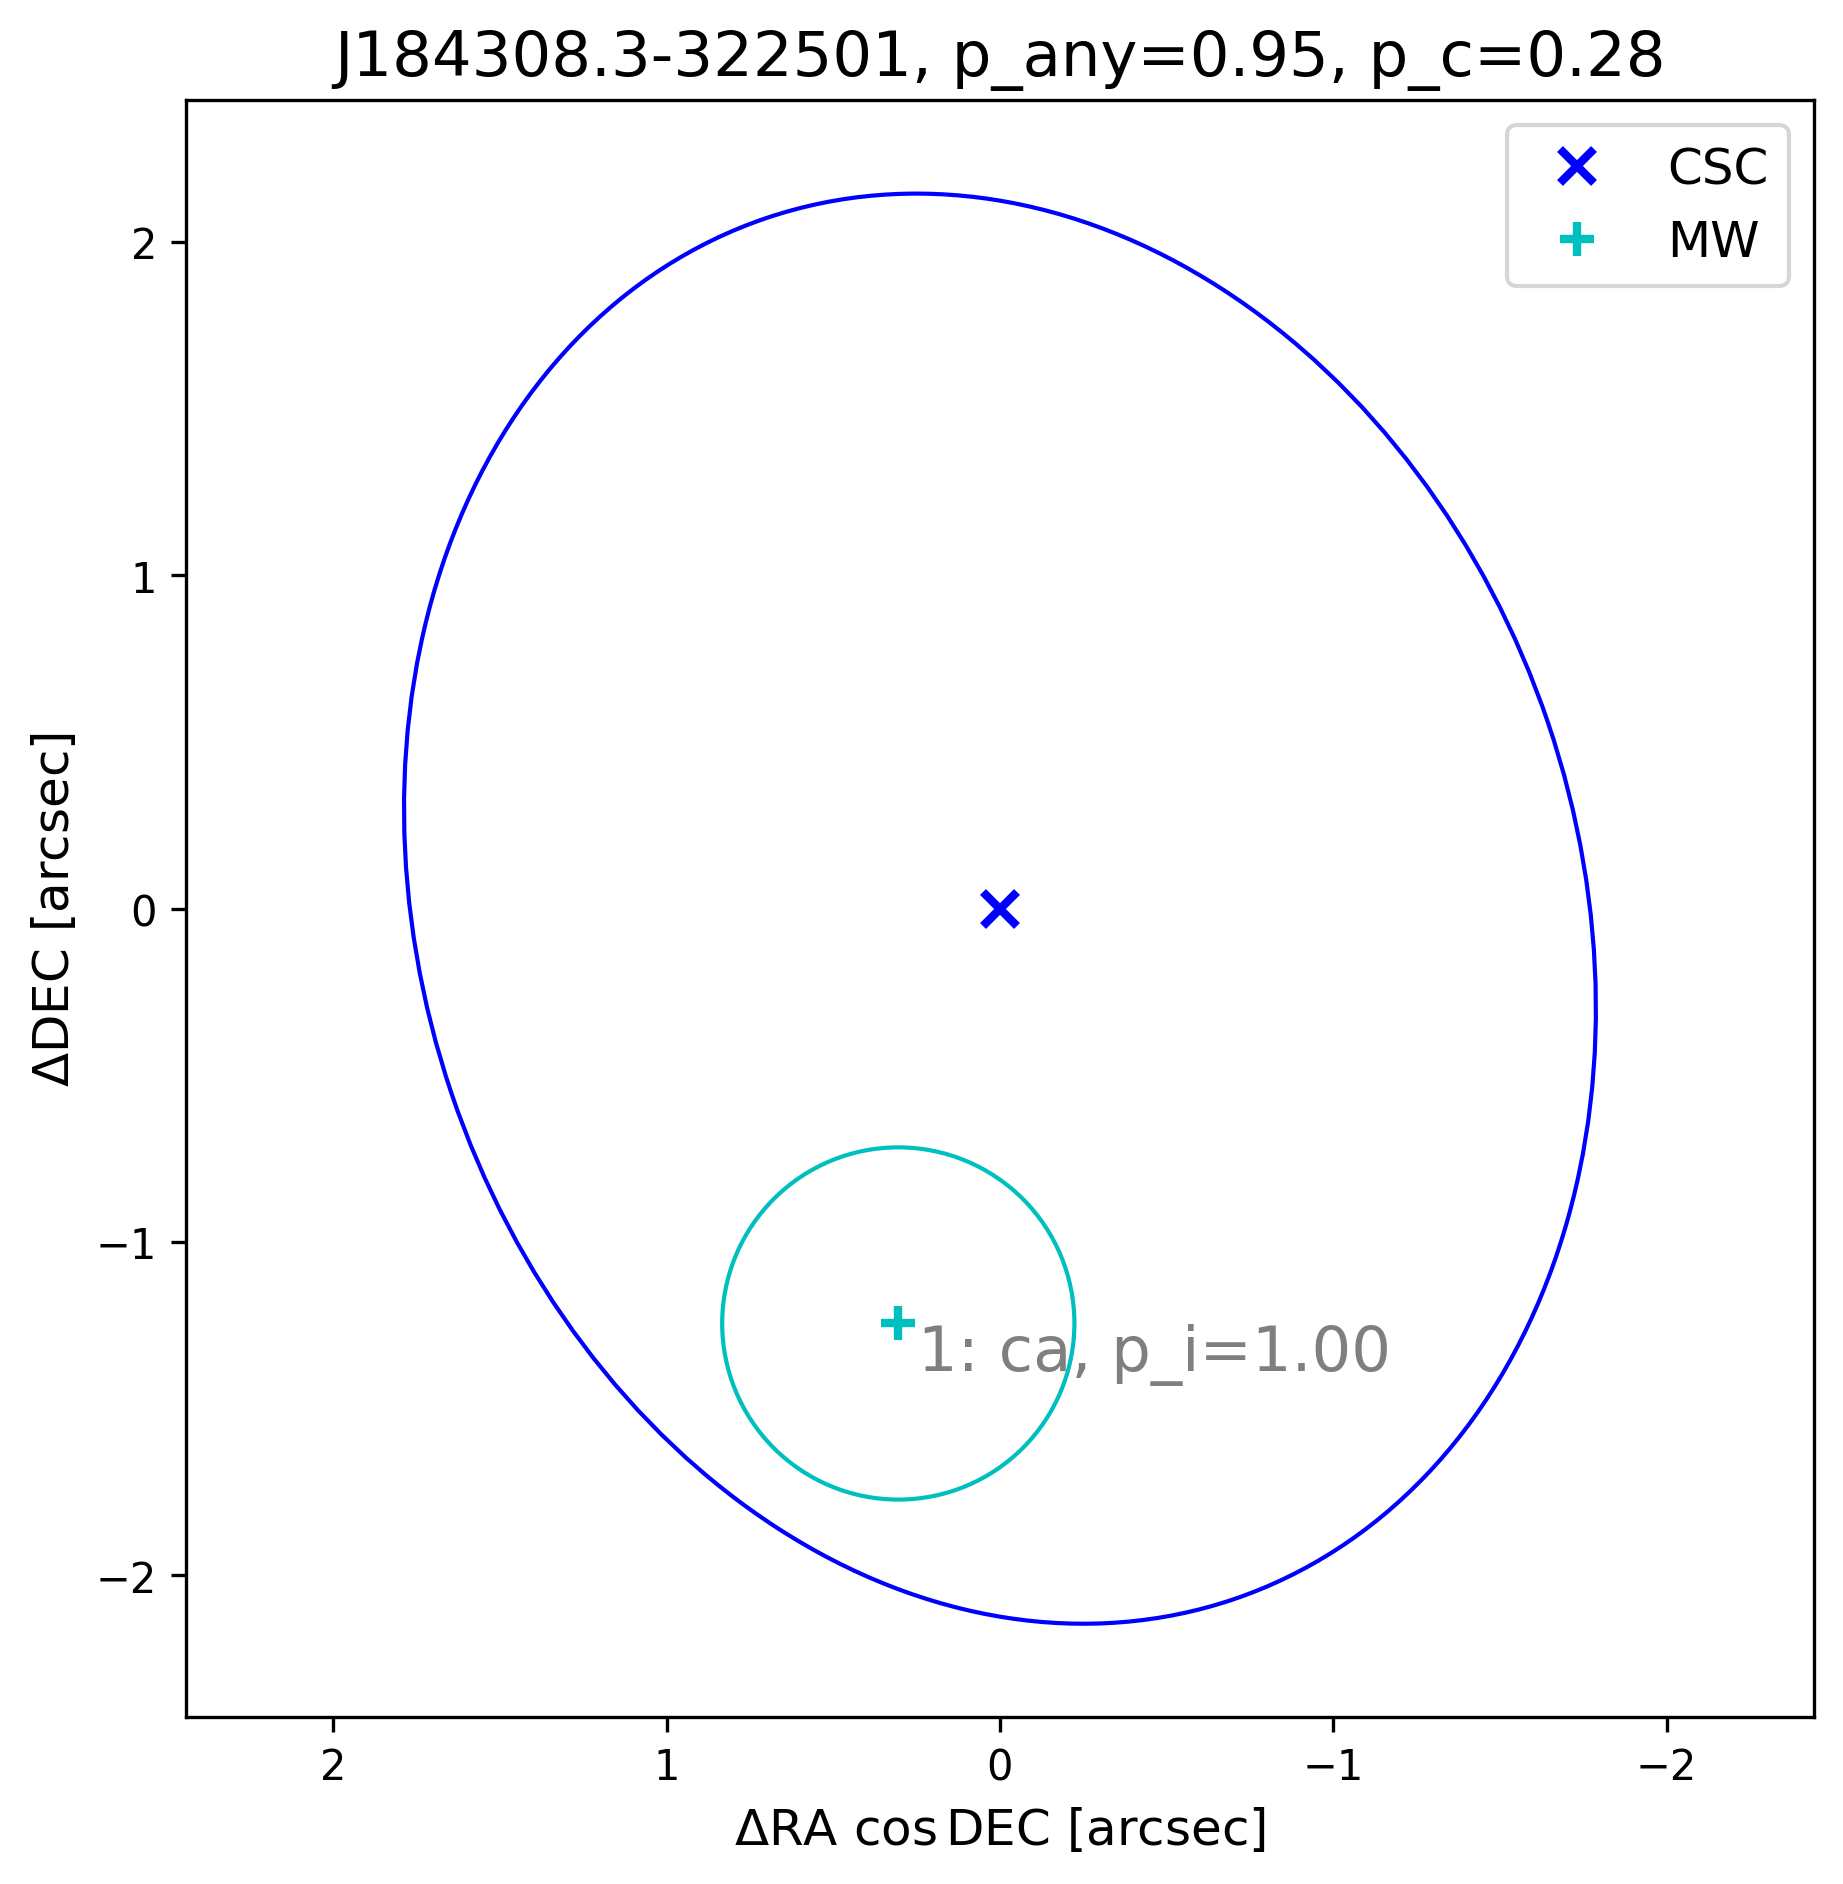 J184308.3-322501, p_any=0.95, p_c=0.28
CSC
MW
2
1
0
−1
−2
ΔDEC [arcsec]
1: ca, p_i=1.00
2
1
0
−1
−2
ΔRA cos DEC [arcsec]